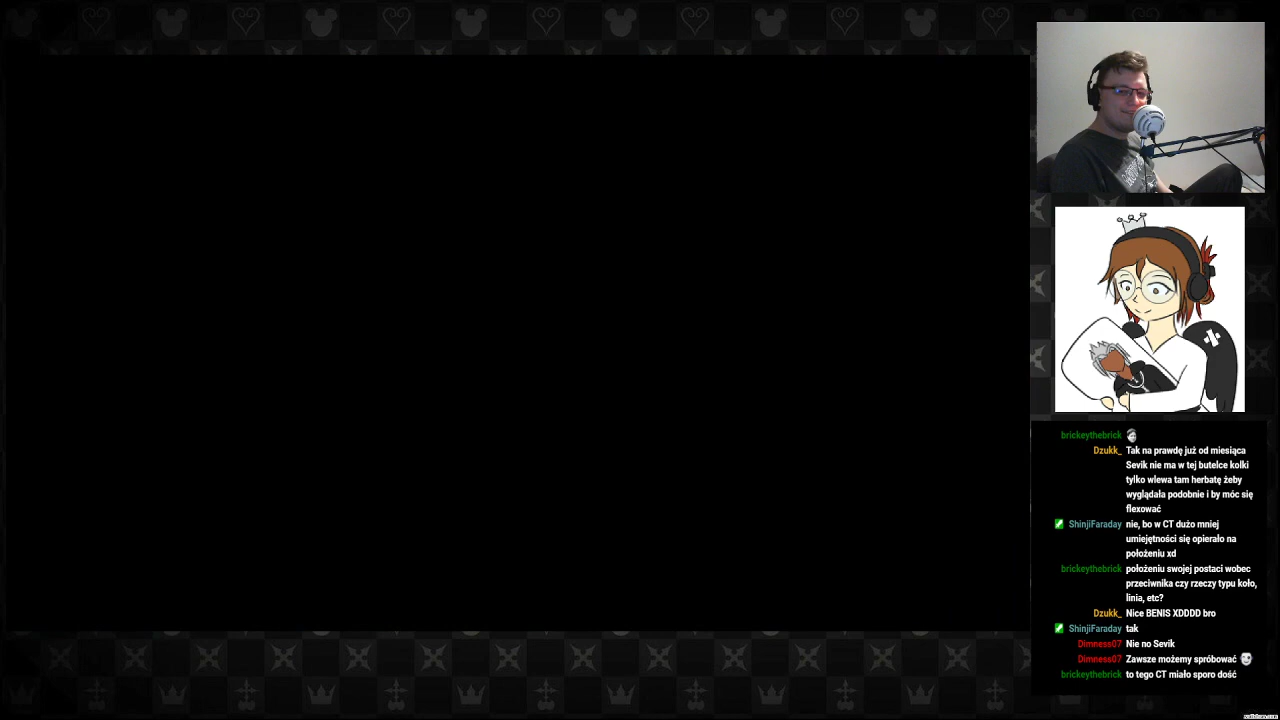 brickeythebrick
Dzukk_ Tak na prawdę już od miesiąca
Sevik nie ma w tej butelce kolki
tylko wlewa tam herbatę żeby
wyglądała podobnie i by móc się
flexować
ShinjiFaraday nie, bo w CT dużo mniej
umiejętności się opierało na
położeniu xd
brickeythebrick położeniu swojej postaci wobec
przeciwnika czy rzeczy typu koło,
linia, etc?
Dzukk_ Nice BENIS XDDDD bro
ShinjiFaraday tak
Dimness07 Nie no Sevik
Dimness07 Zawsze możemy spróbować
brickeythebrick to tego CT miało sporo dość